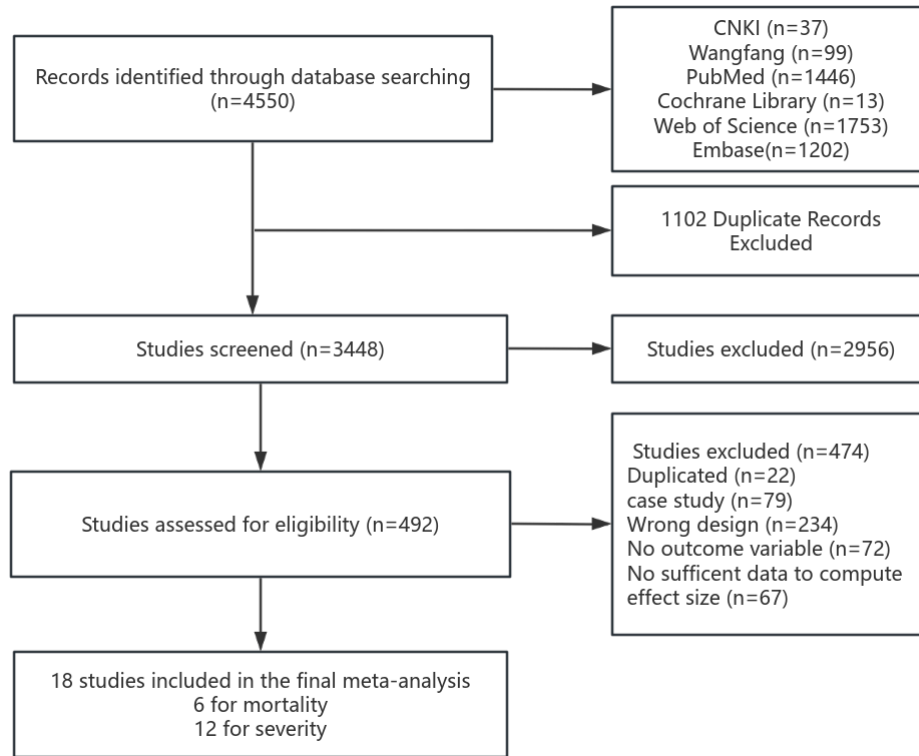 Records identified through database searching
(n=4550)
CNKI (n=37)
Wangfang (n=99)
PubMed (n=1446)
Cochrane Library (n=13)
Web of Science (n=1753)
Embase(n=1202)
1102 Duplicate Records
Excluded
Studies screened (n=3448)
Studies excluded (n=2956)
Studies assessed for eligibility (n=492)
Studies excluded (n=474)
Duplicated (n=22)
case study (n=79)
Wrong design (n=234)
No outcome variable (n=72)
No sufficent data to compute
effect size (n=67)
18 studies included in the final meta-analysis
6 for mortality
12 for severity